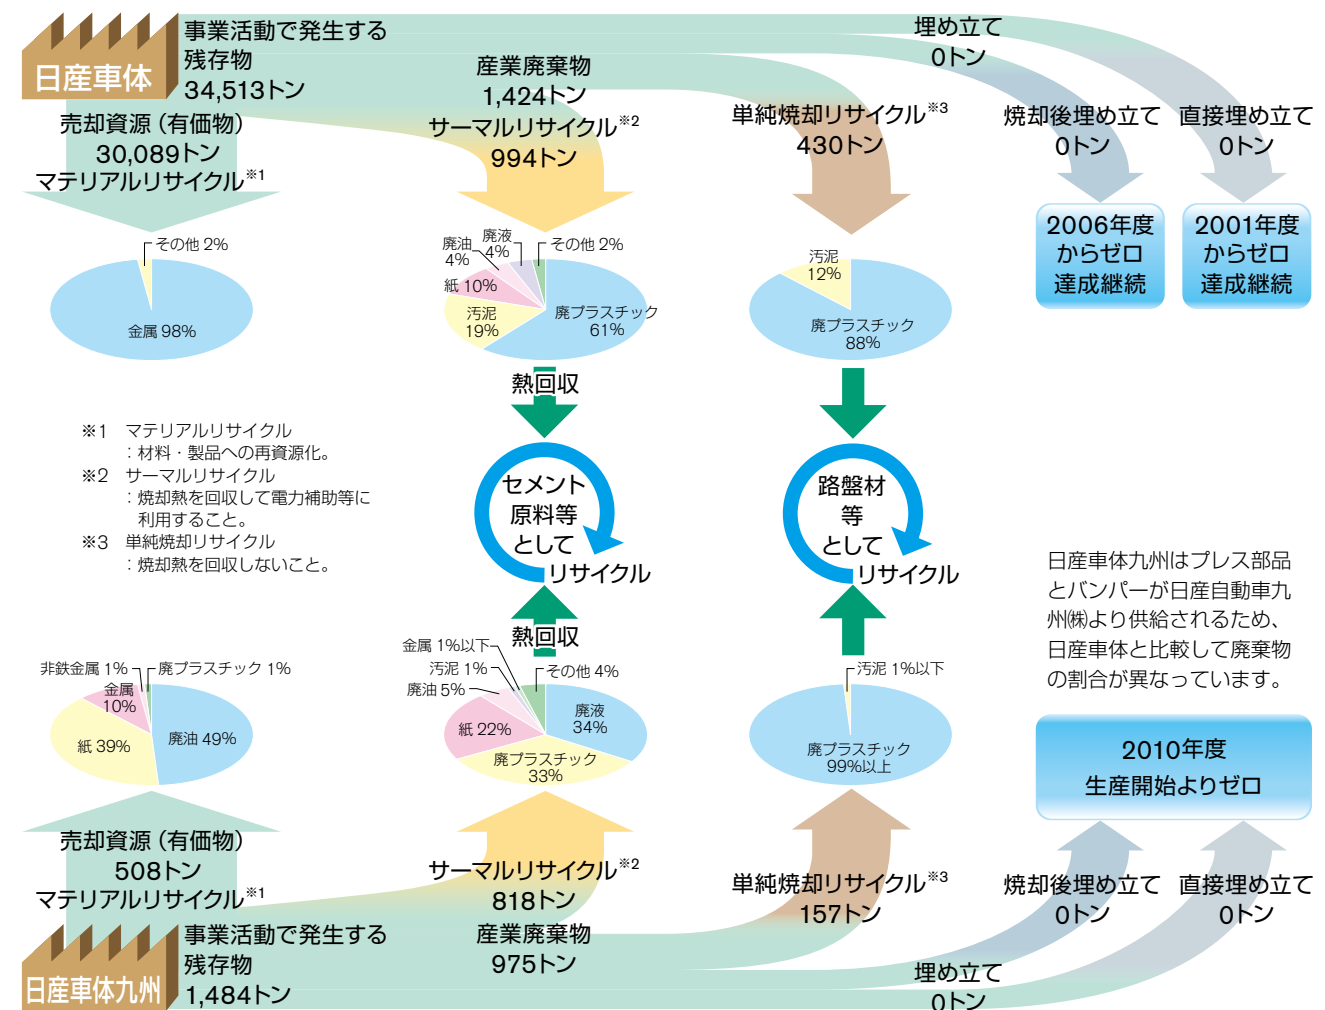 日産車体
事業活動で発生する
残存物
34,513トン
産業廃棄物
1,424トン
埋め立て
0トン
売却資源（有価物）
30,089トン
マテリアルリサイクル※1
サーマルリサイクル※2
994トン
単純焼却リサイクル※3
430トン
焼却後埋め立て
0トン
直接埋め立て
0トン
2006年度
からゼロ
達成継続
2001年度
からゼロ
達成継続
その他 2%
金属 98%
廃油
4%
廃液
4%
その他 2%
紙 10%
汚泥
19%
廃プラスチック
61%
汚泥
12%
廃プラスチック
88%
熱回収
※1 マテリアルリサイクル
：材料・製品への再資源化。
※2 サーマルリサイクル
：焼却熱を回収して電力補助等に
利用すること。
※3 単純焼却リサイクル
：焼却熱を回収しないこと。
セメント
原料等
として
リサイクル
路盤材
等
として
リサイクル
日産車体九州はプレス部品
とバンパーが日産自動車九
州㈱より供給されるため、
日産車体と比較して廃棄物
の割合が異なっています。
熱回収
非鉄金属 1%
廃プラスチック 1%
金属
10%
紙 39%
廃油 49%
金属 1%以下
汚泥 1%
廃油 5%
その他 4%
紙 22%
廃液
34%
廃プラスチック
33%
汚泥 1%以下
廃プラスチック
99%以上
2010年度
生産開始よりゼロ
売却資源（有価物）
508トン
マテリアルリサイクル※1
サーマルリサイクル※2
818トン
単純焼却リサイクル※3
157トン
焼却後埋め立て
0トン
直接埋め立て
0トン
日産車体九州
事業活動で発生する
残存物
1,484トン
産業廃棄物
975トン
埋め立て
0トン